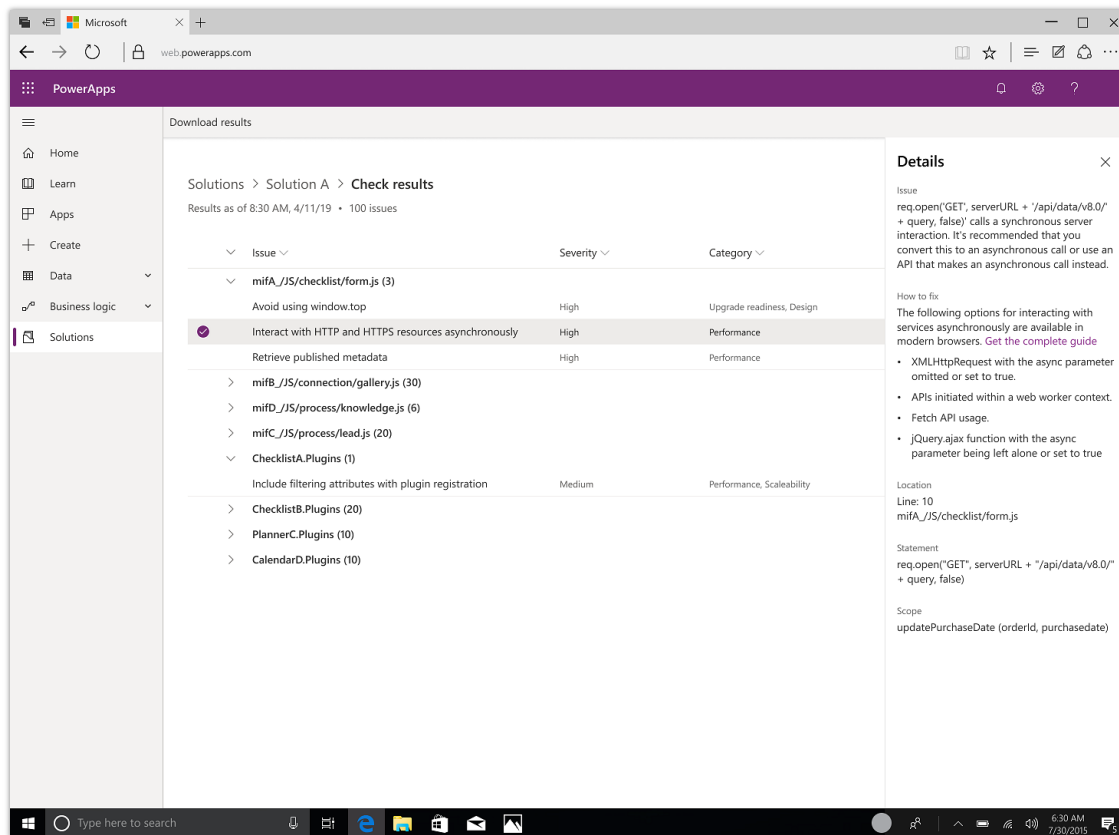 Microsoft
web.powerapps.com
PowerApps
?
Download results
Home
Learn
Apps
Create
Data
Business logic
Solutions
Solutions > Solution A > Check results
Results as of 8:30 AM, 4/11/19 • 100 issues
Issue Severity Category
mifA_/JS/checklist/form.js (3)
Avoid using window.top High Upgrade readiness, Design
Interact with HTTP and HTTPS resources asynchronously High Performance
Retrieve published metadata High Performance
mifB_/JS/connection/gallery.js (30)
mifD_/JS/process/knowledge.js (6)
mifC_/JS/process/lead.js (20)
ChecklistA.Plugins (1)
Include filtering attributes with plugin registration Medium Performance, Scaleability
ChecklistB.Plugins (20)
PlannerC.Plugins (10)
CalendarD.Plugins (10)
Details
Issue
req.open('GET', serverURL + '/api/data/v8.0/'
+ query, false)' calls a synchronous server
interaction. It's recommended that you
convert this to an asynchronous call or use an
API that makes an asynchronous call instead.
How to fix
The following options for interacting with
services asynchronously are available in
modern browsers. Get the complete guide
• XMLHttpRequest with the async parameter
omitted or set to true.
• APIs initiated within a web worker context.
• Fetch API usage.
• jQuery.ajax function with the async
parameter being left alone or set to true
Location
Line: 10
mifA_/JS/checklist/form.js
Statement
req.open("GET", serverURL + "/api/data/v8.0/"
+ query, false)
Scope
updatePurchaseDate (orderId, purchasedate)
Type here to search
6:30 AM
7/30/2015